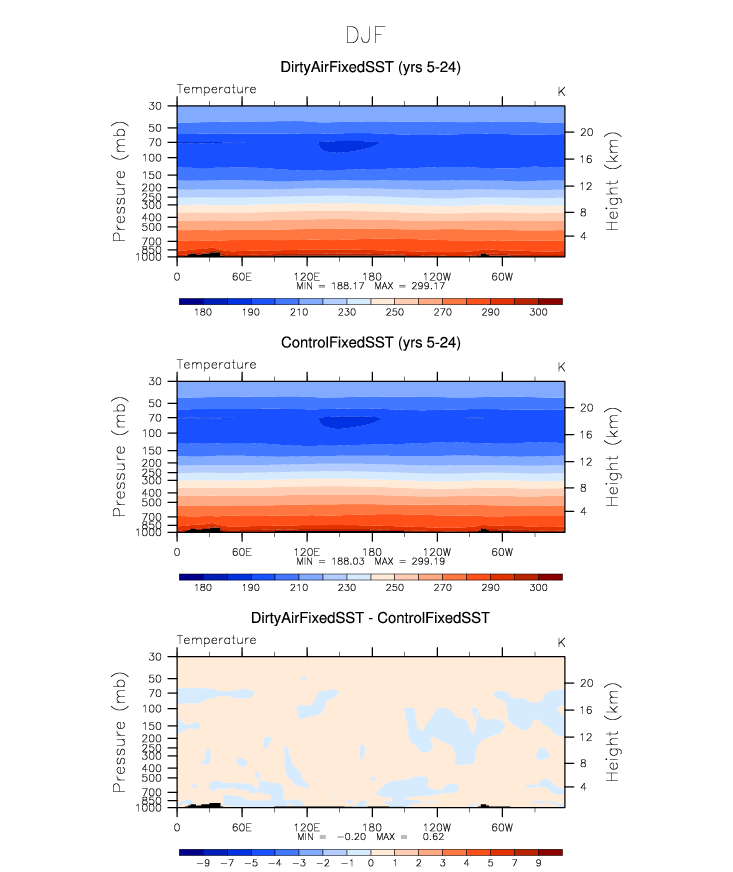 DJF
DirtyAirFixedSST (yrs 5-24)
Temperature K
30
50
70
100
150
200
250
300
400
500
700
850
1000
Pressure (mb)
20
16
12
8
4
Height (km)
0 60E 120E 180 120W 60W
MIN = 188.17 MAX = 299.17
180 190 210 230 250 270 290 300
ControlFixedSST (yrs 5-24)
Temperature K
30
50
70
100
150
200
250
300
400
500
700
850
1000
Pressure (mb)
20
16
12
8
4
Height (km)
0 60E 120E 180 120W 60W
MIN = 188.03 MAX = 299.19
180 190 210 230 250 270 290 300
DirtyAirFixedSST - ControlFixedSST
Temperature K
30
50
70
100
150
200
250
300
400
500
700
850
1000
Pressure (mb)
20
16
12
8
4
Height (km)
0 60E 120E 180 120W 60W
MIN = -0.20 MAX = 0.62
-9 -7 -5 -4 -3 -2 -1 0 1 2 3 4 5 7 9